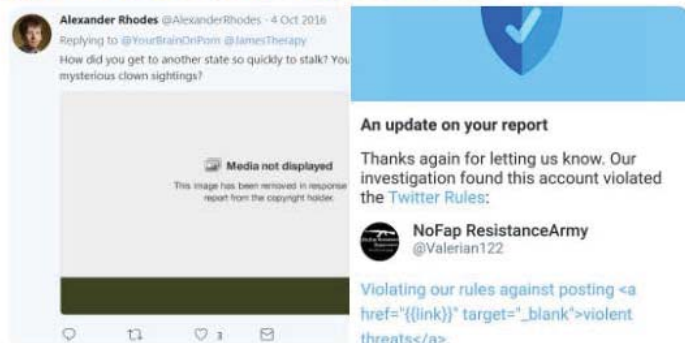 Alexander Rhodes @AlexanderRhodes · 4 Oct 2016
Replying to @YourBrainOnPorn @JamesTherapy
How did you get to another state so quickly to stalk? You
mysterious clown sightings?
Media not displayed
This image has been removed in response
report from the copyright holder.
3
An update on your report
Thanks again for letting us know. Our
investigation found this account violated
the Twitter Rules:
NoFap ResistanceArmy
@Valerian122
Violating our rules against posting <a
href="{{link}}" target="_blank">violent
threats</a>